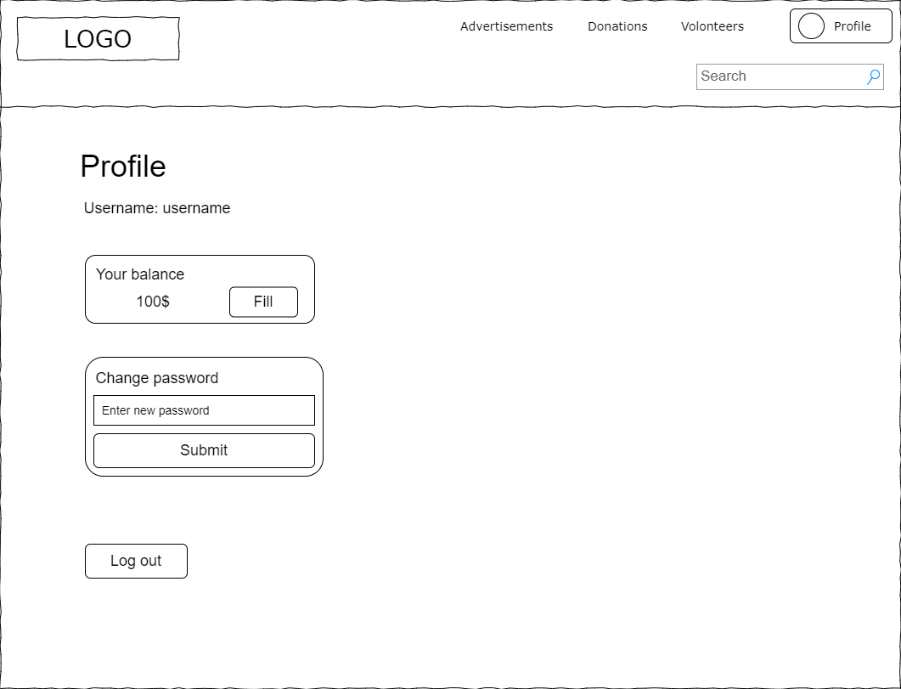 LOGO
Advertisements
Donations
Volonteers
Profile
Search
Profile
Username: username
Your balance
100$
Fill
Change password
Enter new password
Submit
Log out